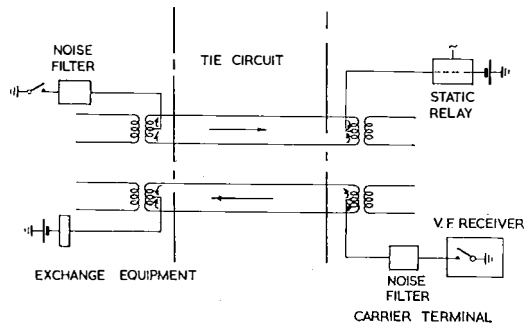 NOISE
FILTER
TIE CIRCUIT
STATIC
RELAY
V.F. RECEIVER
EXCHANGE EQUIPMENT
NOISE
FILTER
CARRIER TERMINAL